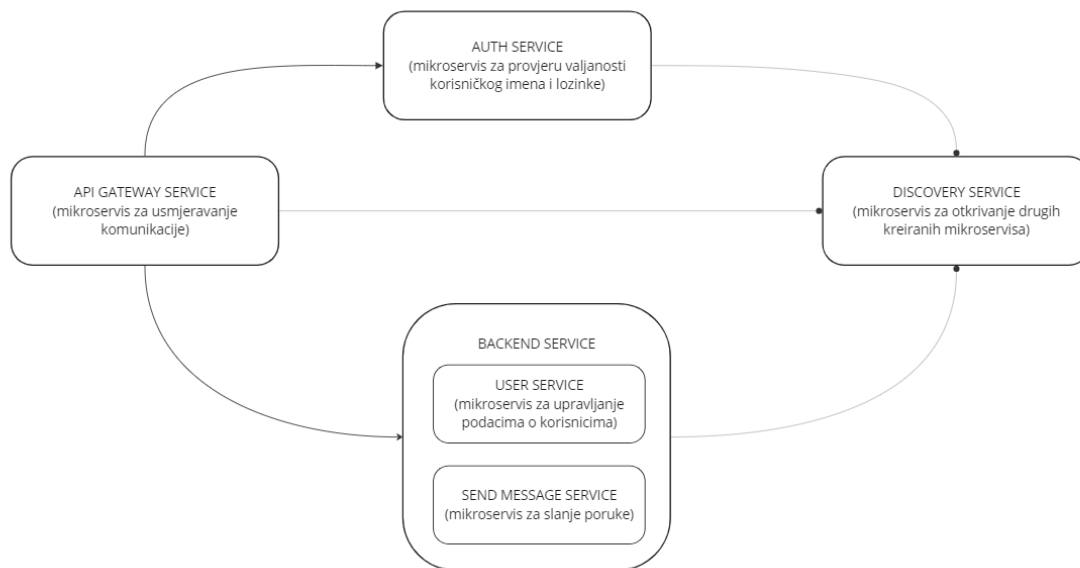 AUTH SERVICE
(mikroservis za provjeru valjanosti
korisničkog imena i lozinke)
API GATEWAY SERVICE
(mikroservis za usmjeravanje
komunikacije)
DISCOVERY SERVICE
(mikroservis za otkrivanje drugih
kreiranih mikroservisa)
BACKEND SERVICE
USER SERVICE
(mikroservis za upravljanje
podacima o korisnicima)
SEND MESSAGE SERVICE
(mikroservis za slanje poruke)